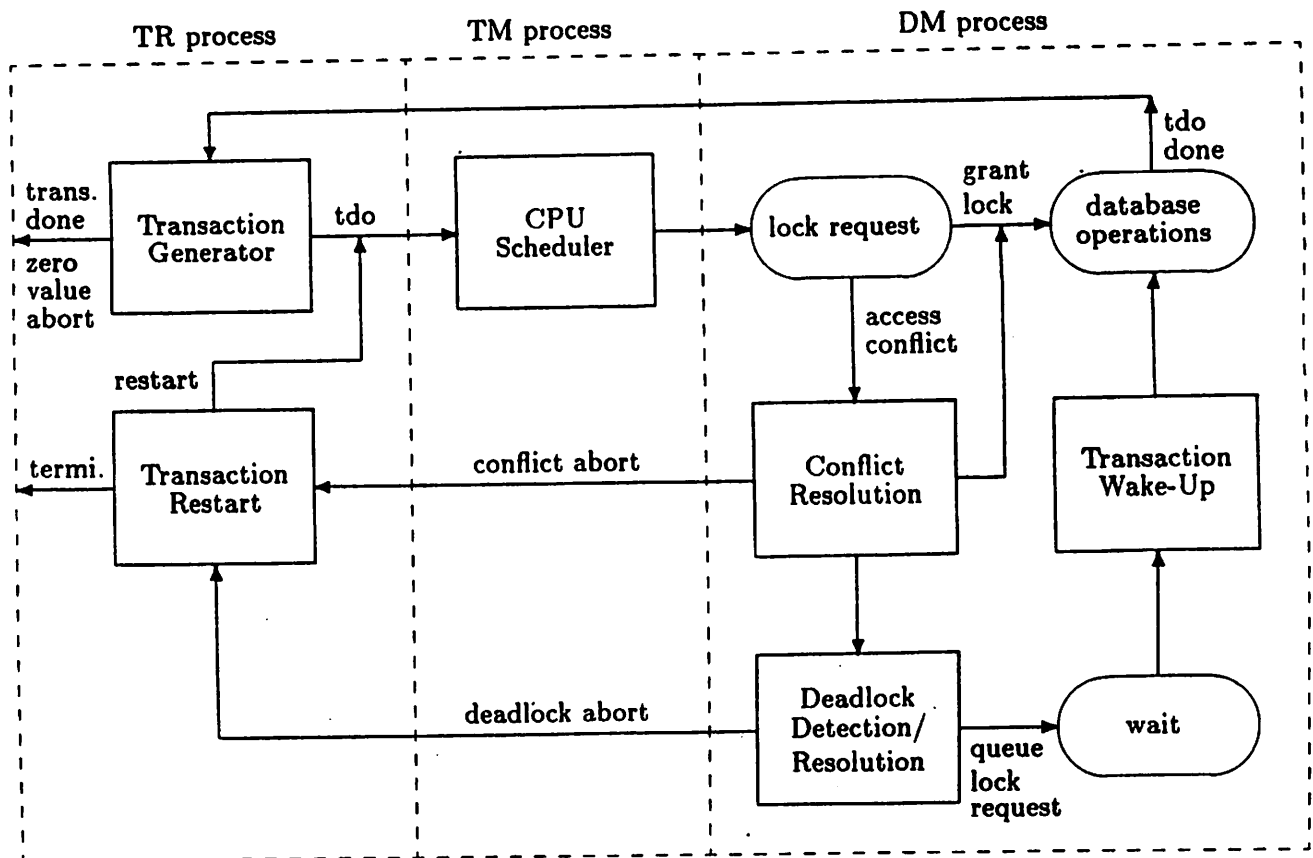 TR process
TM process
DM process
trans.
done
zero
value
abort
Transaction
Generator
tdo
CPU
Scheduler
lock request
grant
lock
tdo
done
database
operations
access
conflict
restart
termi.
Transaction
Restart
conflict abort
Conflict
Resolution
Transaction
Wake-Up
deadlock abort
Deadlock
Detection/
Resolution
queue
lock
request
wait